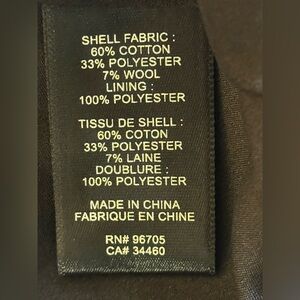 SHELL FABRIC :
60% COTTON
33% POLYESTER
7% WOOL
LINING :
100% POLYESTER
TISSU DE SHELL :
60% COTON
33% POLYESTER
7% LAINE
DOUBLURE :
100% POLYESTER
MADE IN CHINA
FABRIQUE EN CHINE
RN# 96705
CA# 34460